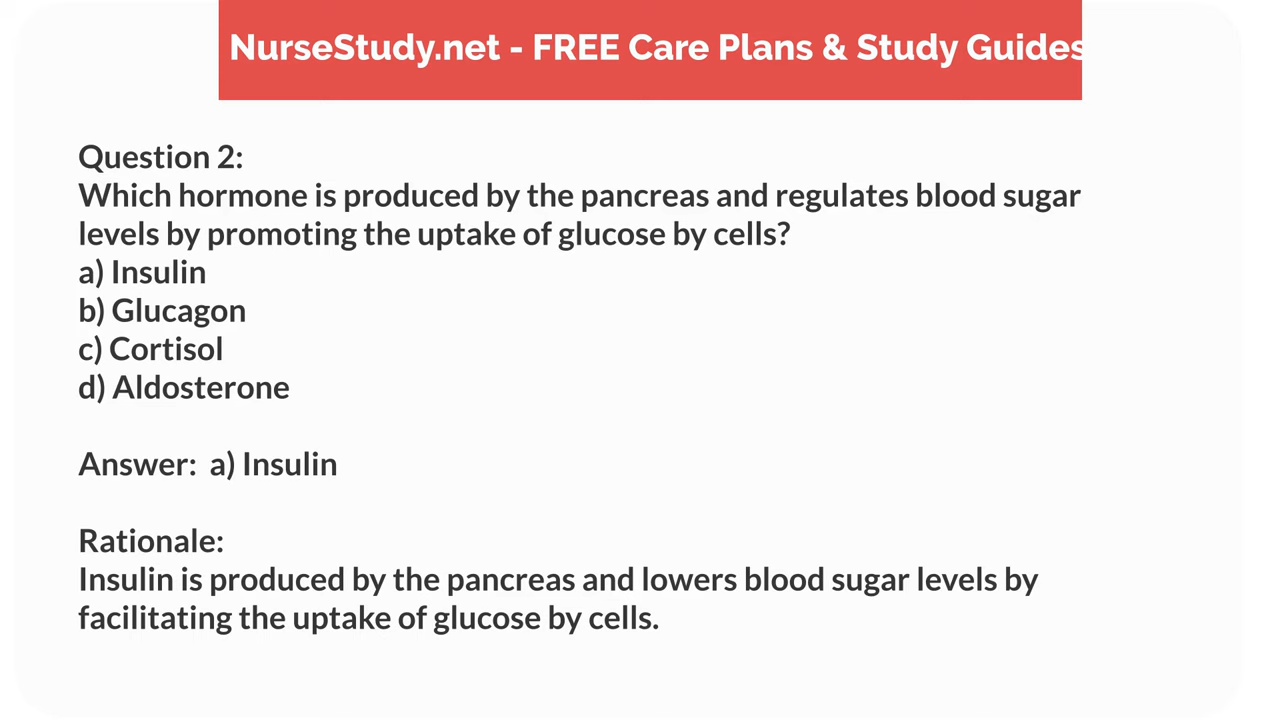 NurseStudy.net - FREE Care Plans & Study Guides
Question 2:
Which hormone is produced by the pancreas and regulates blood sugar
levels by promoting the uptake of glucose by cells?
a) Insulin
b) Glucagon
c) Cortisol
d) Aldosterone
Answer:  a) Insulin
Rationale:
Insulin is produced by the pancreas and lowers blood sugar levels by
facilitating the uptake of glucose by cells.